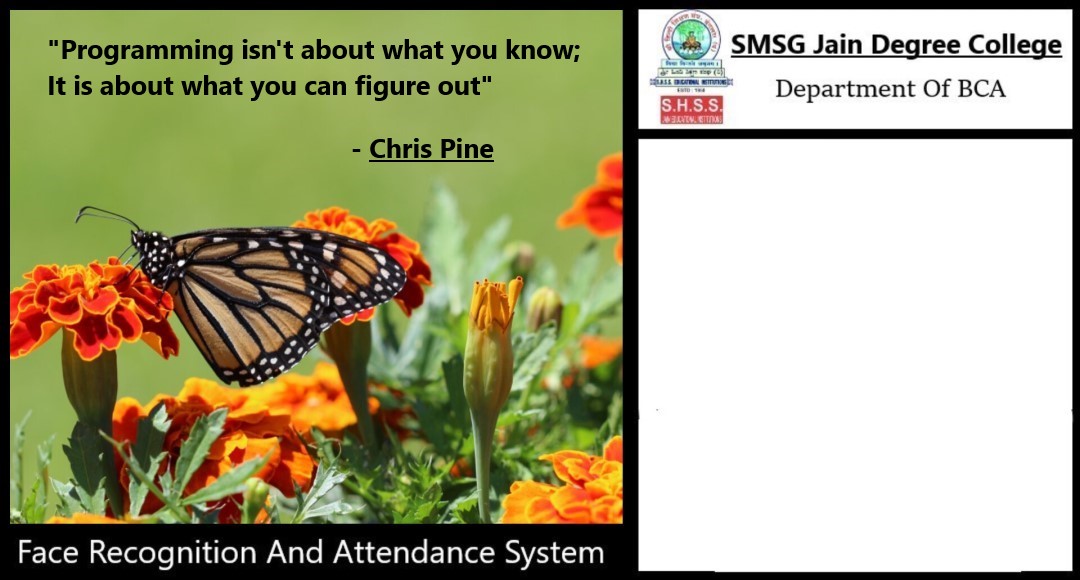 "Programming isn't about what you know;
It is about what you can figure out"
- Chris Pine
Face Recognition And Attendance System
SMSG Jain Degree College
Department Of BCA
S.H.S.S.